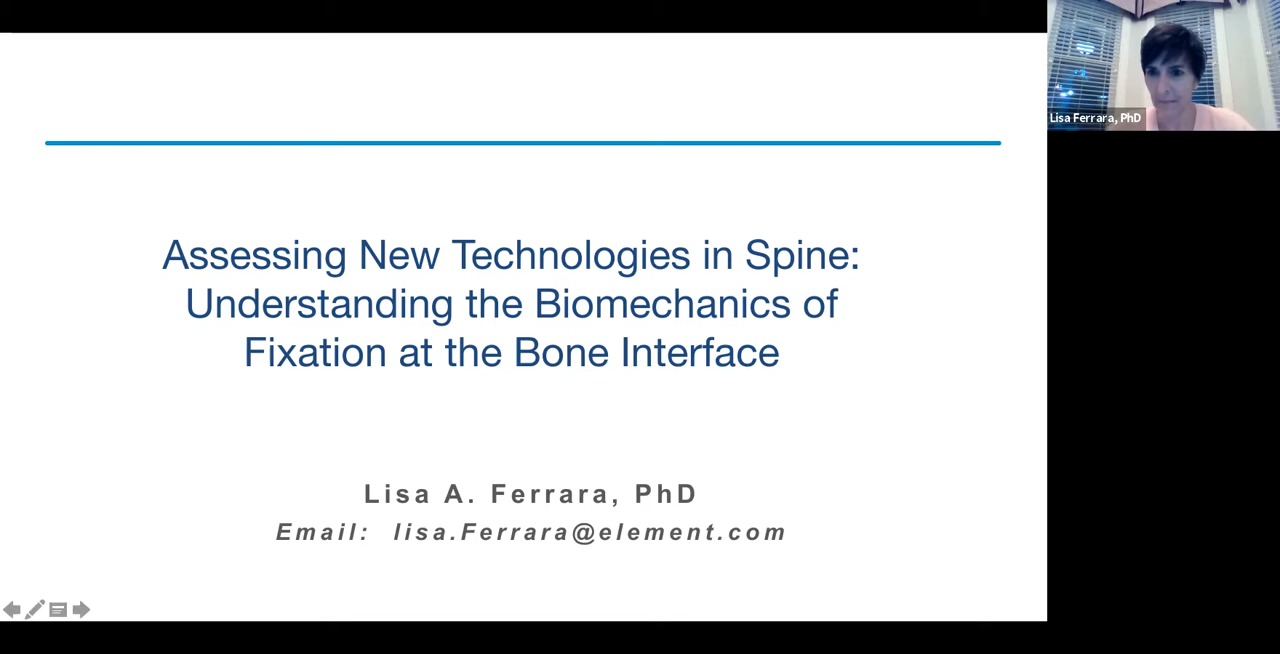 Assessing New Technologies in Spine:
Understanding the Biomechanics of
Fixation at the Bone Interface
Lisa A. Ferrara, PhD
Email: lisa.Ferrara@element.com
Lisa Ferrara, PhD